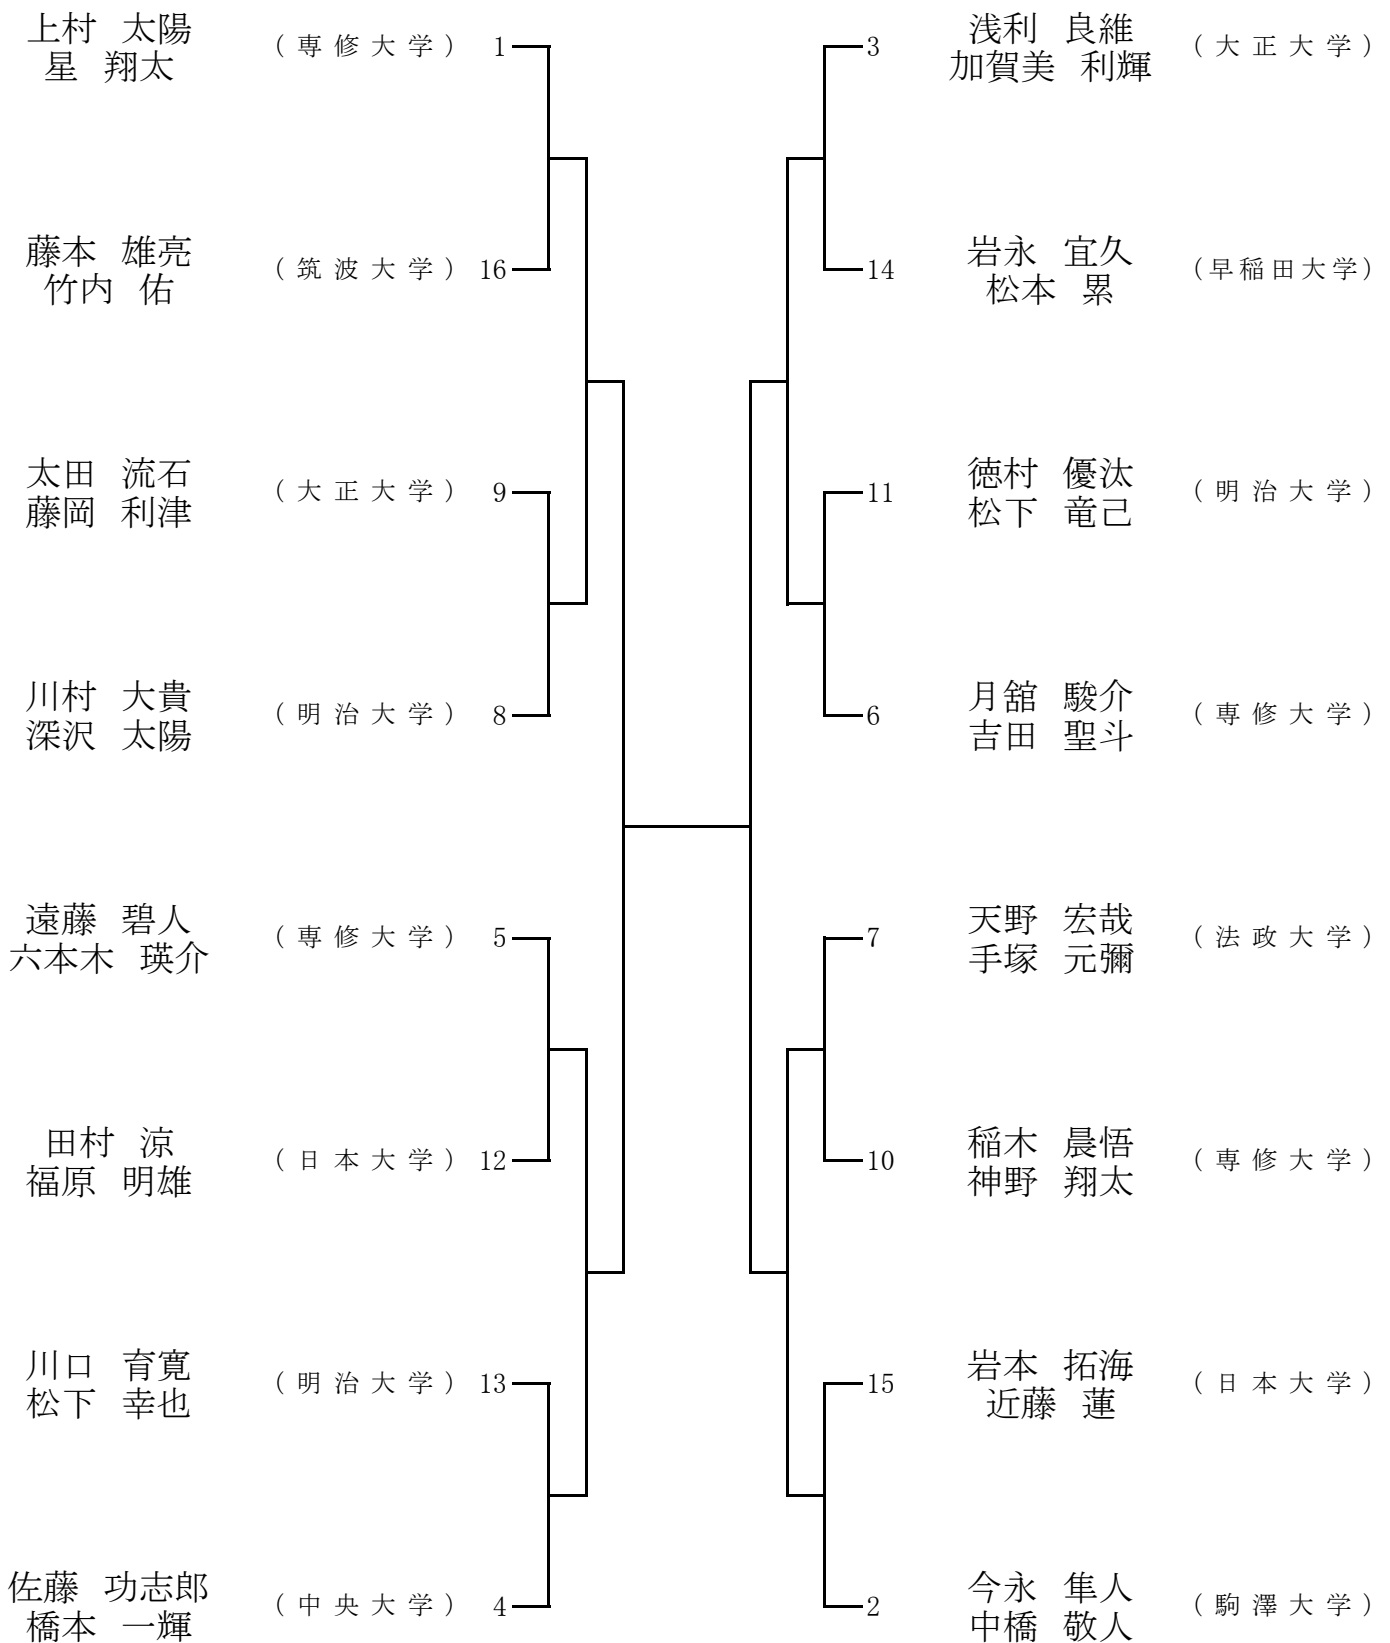 上村 太陽
星 翔太
(専修大学) 1
藤本 雄亮
竹内 佑
(筑波大学) 16
太田 流石
藤岡 利津
(大正大学) 9
川村 大貴
深沢 太陽
(明治大学) 8
遠藤 碧人
六本木 瑛介
(専修大学) 5
田村 涼
福原 明雄
(日本大学) 12
川口 育寛
松下 幸也
(明治大学) 13
佐藤 功志郎
橋本 一輝
(中央大学) 4
3 浅利 良維
加賀美 利輝
(大正大学)
14 岩永 宜久
松本 累
(早稲田大学)
11 徳村 優汰
松下 竜己
(明治大学)
6 月舘 駿介
吉田 聖斗
(専修大学)
7 天野 宏哉
手塚 元彌
(法政大学)
10 稲木 晨悟
神野 翔太
(専修大学)
15 岩本 拓海
近藤 蓮
(日本大学)
2 今永 隼人
中橋 敬人
(駒澤大学)